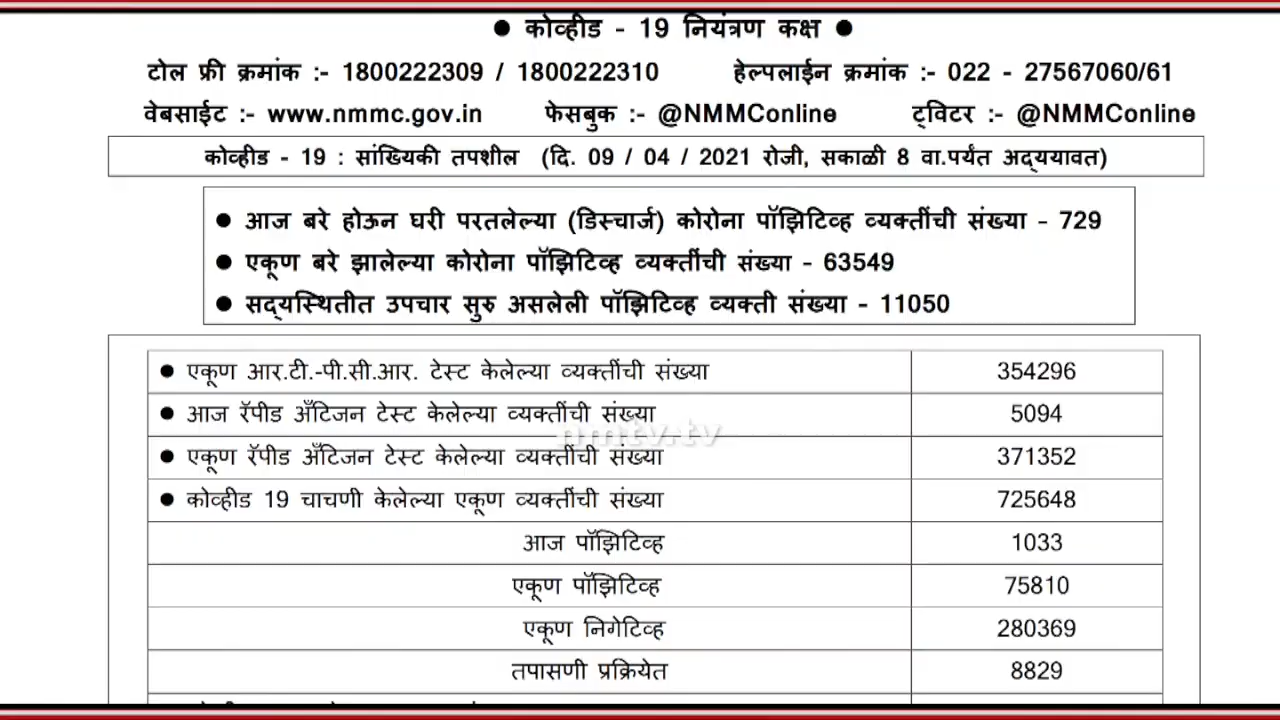 ● कोव्हीड - 19 नियंत्रण कक्ष ●
टोल फ्री क्रमांक :- 1800222309 / 1800222310 हेल्पलाईन क्रमांक :- 022 - 27567060/61
वेबसाईट :- www.nmmc.gov.in फेसबुक :- @NMMConline ट्विटर :- @NMMConline
कोव्हीड - 19 : सांख्यिकी तपशील (दि. 09 / 04 / 2021 रोजी, सकाळी 8 वा.पर्यंत अद्ययावत)
● आज बरे होऊन घरी परतलेल्या (डिस्चार्ज) कोरोना पॉझिटिव्ह व्यक्तींची संख्या - 729
● एकूण बरे झालेल्या कोरोना पॉझिटिव्ह व्यक्तींची संख्या - 63549
● सद्यस्थितीत उपचार सुरु असलेली पॉझिटिव्ह व्यक्ती संख्या - 11050
● एकूण आर.टी.-पी.सी.आर. टेस्ट केलेल्या व्यक्तींची संख्या 354296
● आज रॅपीड अँटिजन टेस्ट केलेल्या व्यक्तींची संख्या 5094
nmtv.tv
● एकूण रॅपीड अँटिजन टेस्ट केलेल्या व्यक्तींची संख्या 371352
● कोव्हीड 19 चाचणी केलेल्या एकूण व्यक्तींची संख्या 725648
आज पॉझिटिव्ह 1033
एकूण पॉझिटिव्ह 75810
एकूण निगेटिव्ह 280369
तपासणी प्रक्रियेत 8829